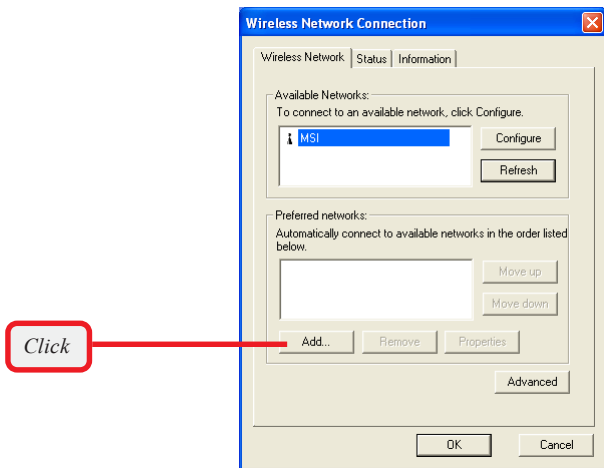 Wireless Network Connection
Wireless Network Status Information
Available Networks:
To connect to an available network, click Configure.
MSI
Configure
Refresh
Preferred networks:
Automatically connect to available networks in the order listed
below.
Move up
Move down
Click
Add... Remove Properties
Advanced
OK Cancel